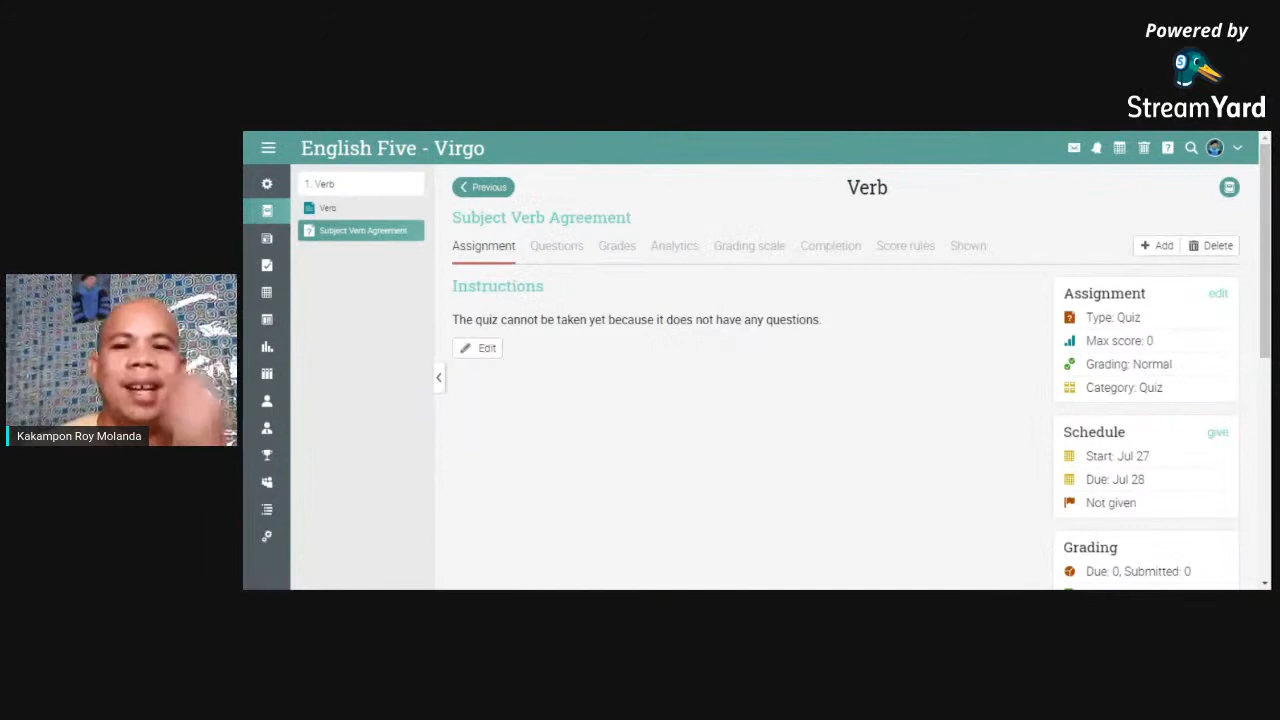 Powered by
StreamYard
English Five - Virgo
1. Verb
Verb
Subject Verb Agreement
Previous
Verb
Subject Verb Agreement
Assignment Questions Grades Analytics Grading scale Completion Score rules Shown
Add Delete
Instructions
The quiz cannot be taken yet because it does not have any questions.
Edit
Assignment edit
Type: Quiz
Max score: 0
Grading: Normal
Category: Quiz
Schedule give
Start: Jul 27
Due: Jul 28
Not given
Grading
Due: 0, Submitted: 0
Kakampon Roy Molanda